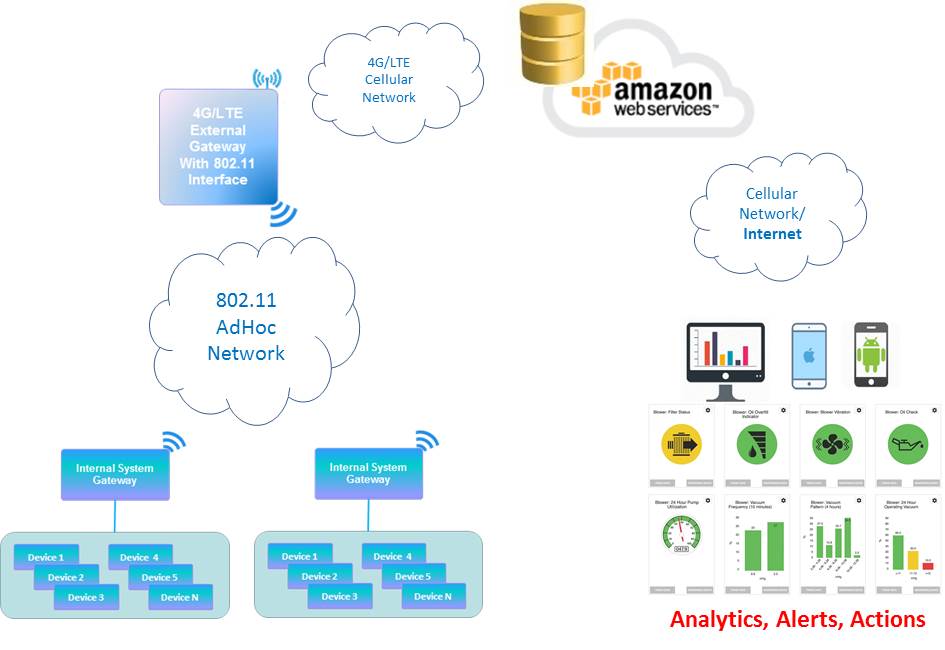 4G/LTE
Cellular
Network
amazon
web services™
4G/LTE
External
Gateway
With 802.11
Interface
Cellular
Network/
Internet
802.11
AdHoc
Network
Internal System
Gateway
Internal System
Gateway
Device 1
Device 4
Device 2
Device 5
Device 3
Device N
Device 1
Device 4
Device 2
Device 5
Device 3
Device N
Blower: Filter Status
Blower: Oil Overfill
Indicator
Blower: Blower Vibration
Blower: Oil Check
Blower: 24 Hour Pump
Utilization
Blower: Vacuum
Frequency (10 minutes)
Blower: Vacuum
Pattern (4 hours)
Blower: 24 Hour
Operating Vacuum
Analytics, Alerts, Actions